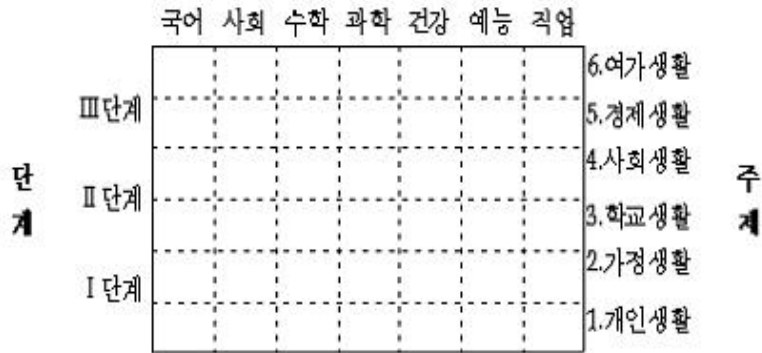 국어 사회 수학 과학 건강 예능 직업
6.여가생활
Ⅲ단계
5.경제생활
4.사회생활
단계
주제
Ⅱ단계
3.학교생활
2.가정생활
Ⅰ단계
1.개인생활